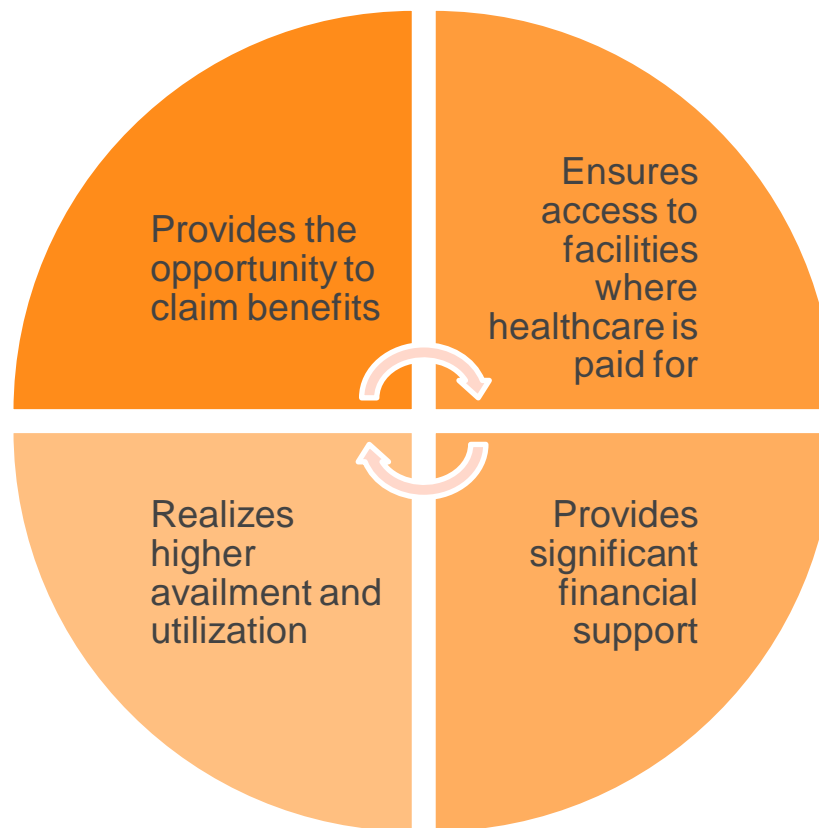 Provides the
opportunity to
claim benefits
Ensures
access to
facilities
where
healthcare is
paid for
Realizes
higher
availment and
utilization
Provides
significant
financial
support